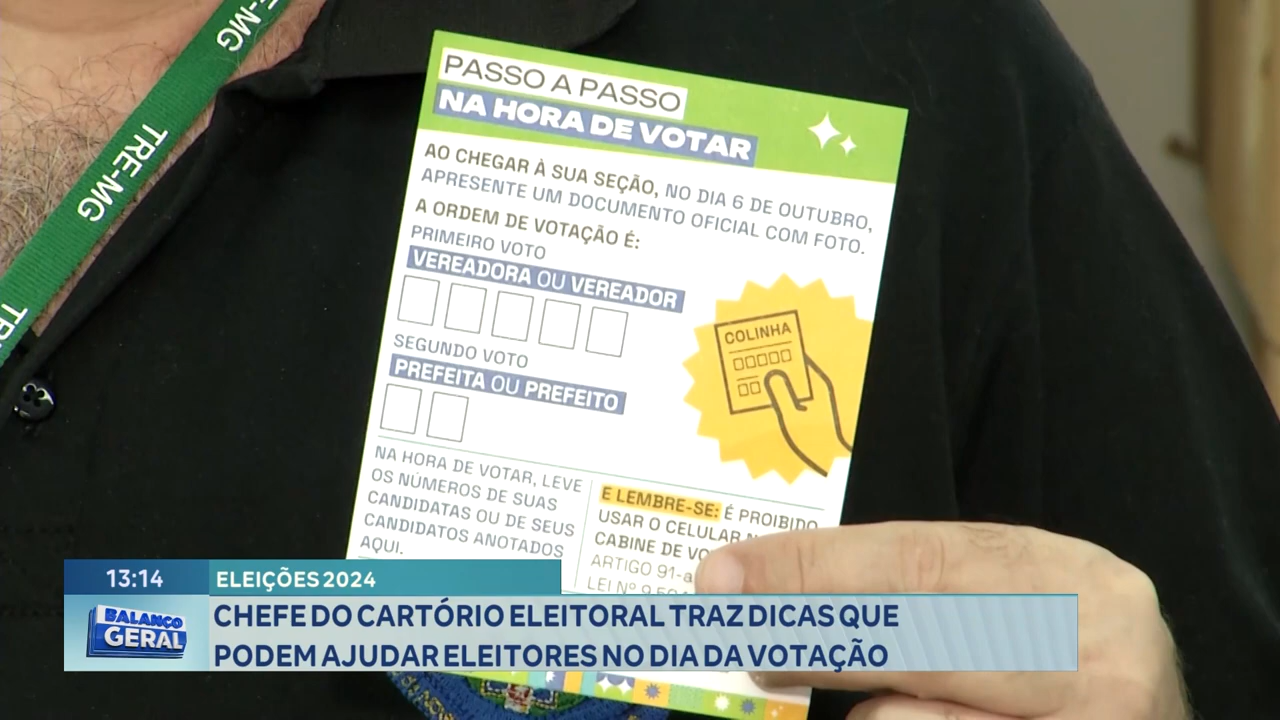 TRE-MG
TRE-MG
TRE
PASSO A PASSO
NA HORA DE VOTAR
AO CHEGAR À SUA SEÇÃO, NO DIA 6 DE OUTUBRO,
APRESENTE UM DOCUMENTO OFICIAL COM FOTO.
A ORDEM DE VOTAÇÃO É:
PRIMEIRO VOTO
VEREADORA OU VEREADOR
SEGUNDO VOTO
PREFEITA OU PREFEITO
COLINHA
NA HORA DE VOTAR, LEVE
OS NÚMEROS DE SUAS
CANDIDATAS OU DE SEUS
CANDIDATOS ANOTADOS
AQUI.
E LEMBRE-SE: É PROIBIDO
USAR O CELULAR
CABINE DE
ARTIGO 91-a
LEI Nº
13:14
ELEIÇÕES 2024
BALANÇO
GERAL
CHEFE DO CARTÓRIO ELEITORAL TRAZ DICAS QUE
PODEM AJUDAR ELEITORES NO DIA DA VOTAÇÃO